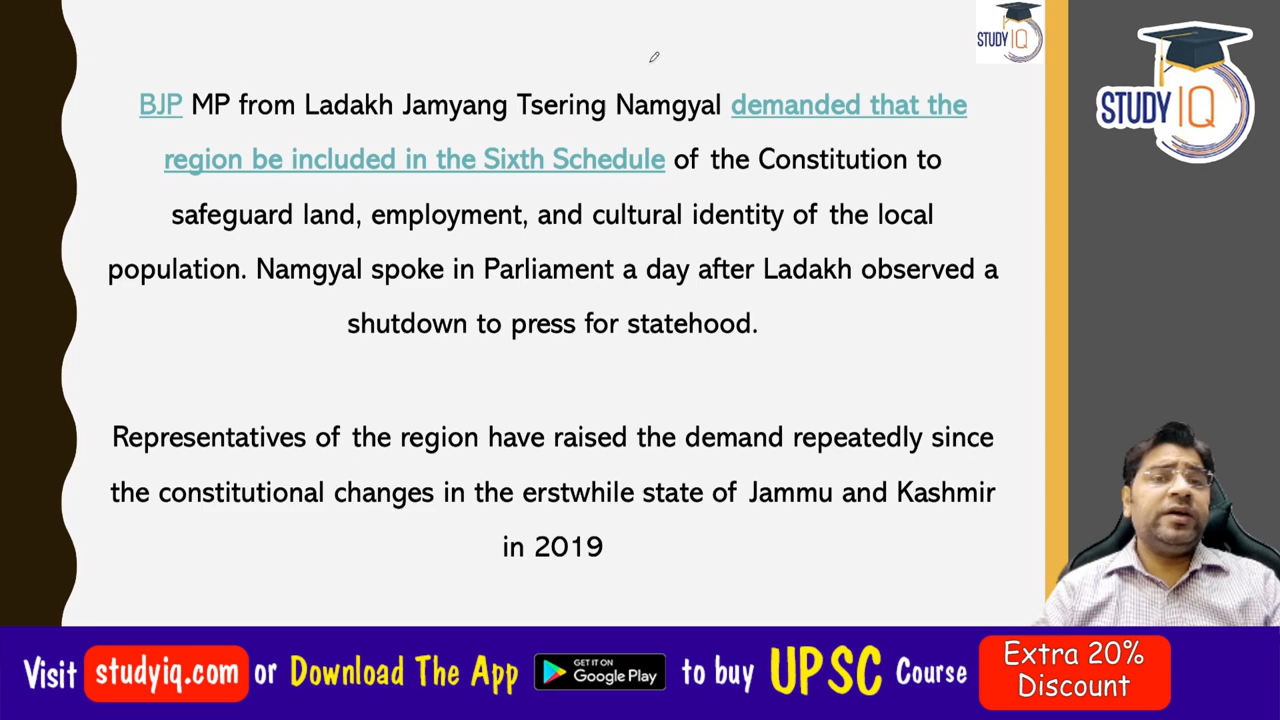 STUDY IQ
STUDY IQ
BJP MP from Ladakh Jamyang Tsering Namgyal demanded that the
region be included in the Sixth Schedule of the Constitution to
safeguard land, employment, and cultural identity of the local
population. Namgyal spoke in Parliament a day after Ladakh observed a
shutdown to press for statehood.
Representatives of the region have raised the demand repeatedly since
the constitutional changes in the erstwhile state of Jammu and Kashmir
in 2019
Visit studyiq.com or Download The App GET IT ON Google Play to buy UPSC Course Extra 20% Discount